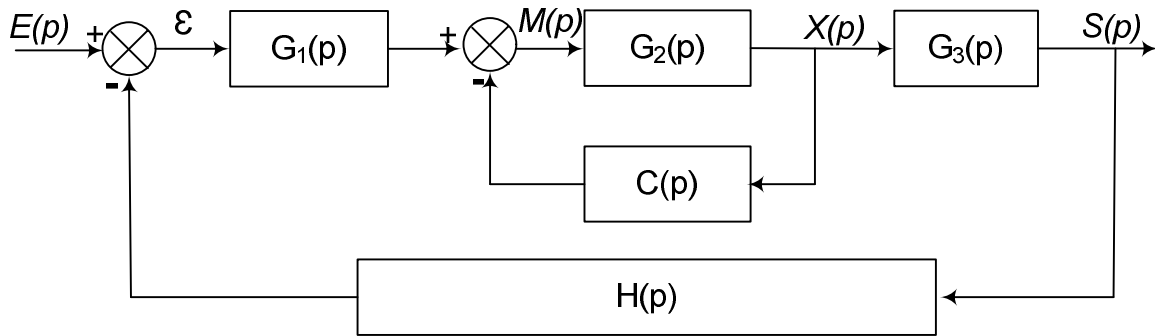 E(p)
+
ε
G₁(p)
+
M(p)
G₂(p)
X(p)
G₃(p)
S(p)
-
-
C(p)
H(p)